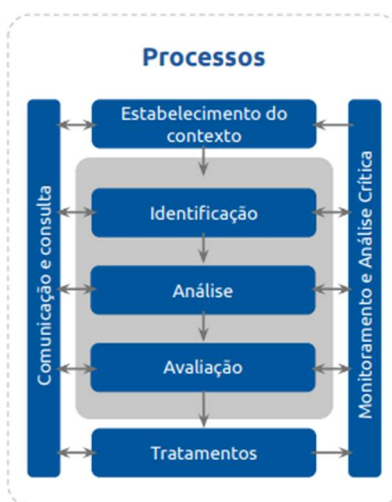 Processos
Estabelecimento do
contexto
Identificação
Análise
Avaliação
Tratamentos
Comunicação e consulta
Monitoramento e Análise Crítica